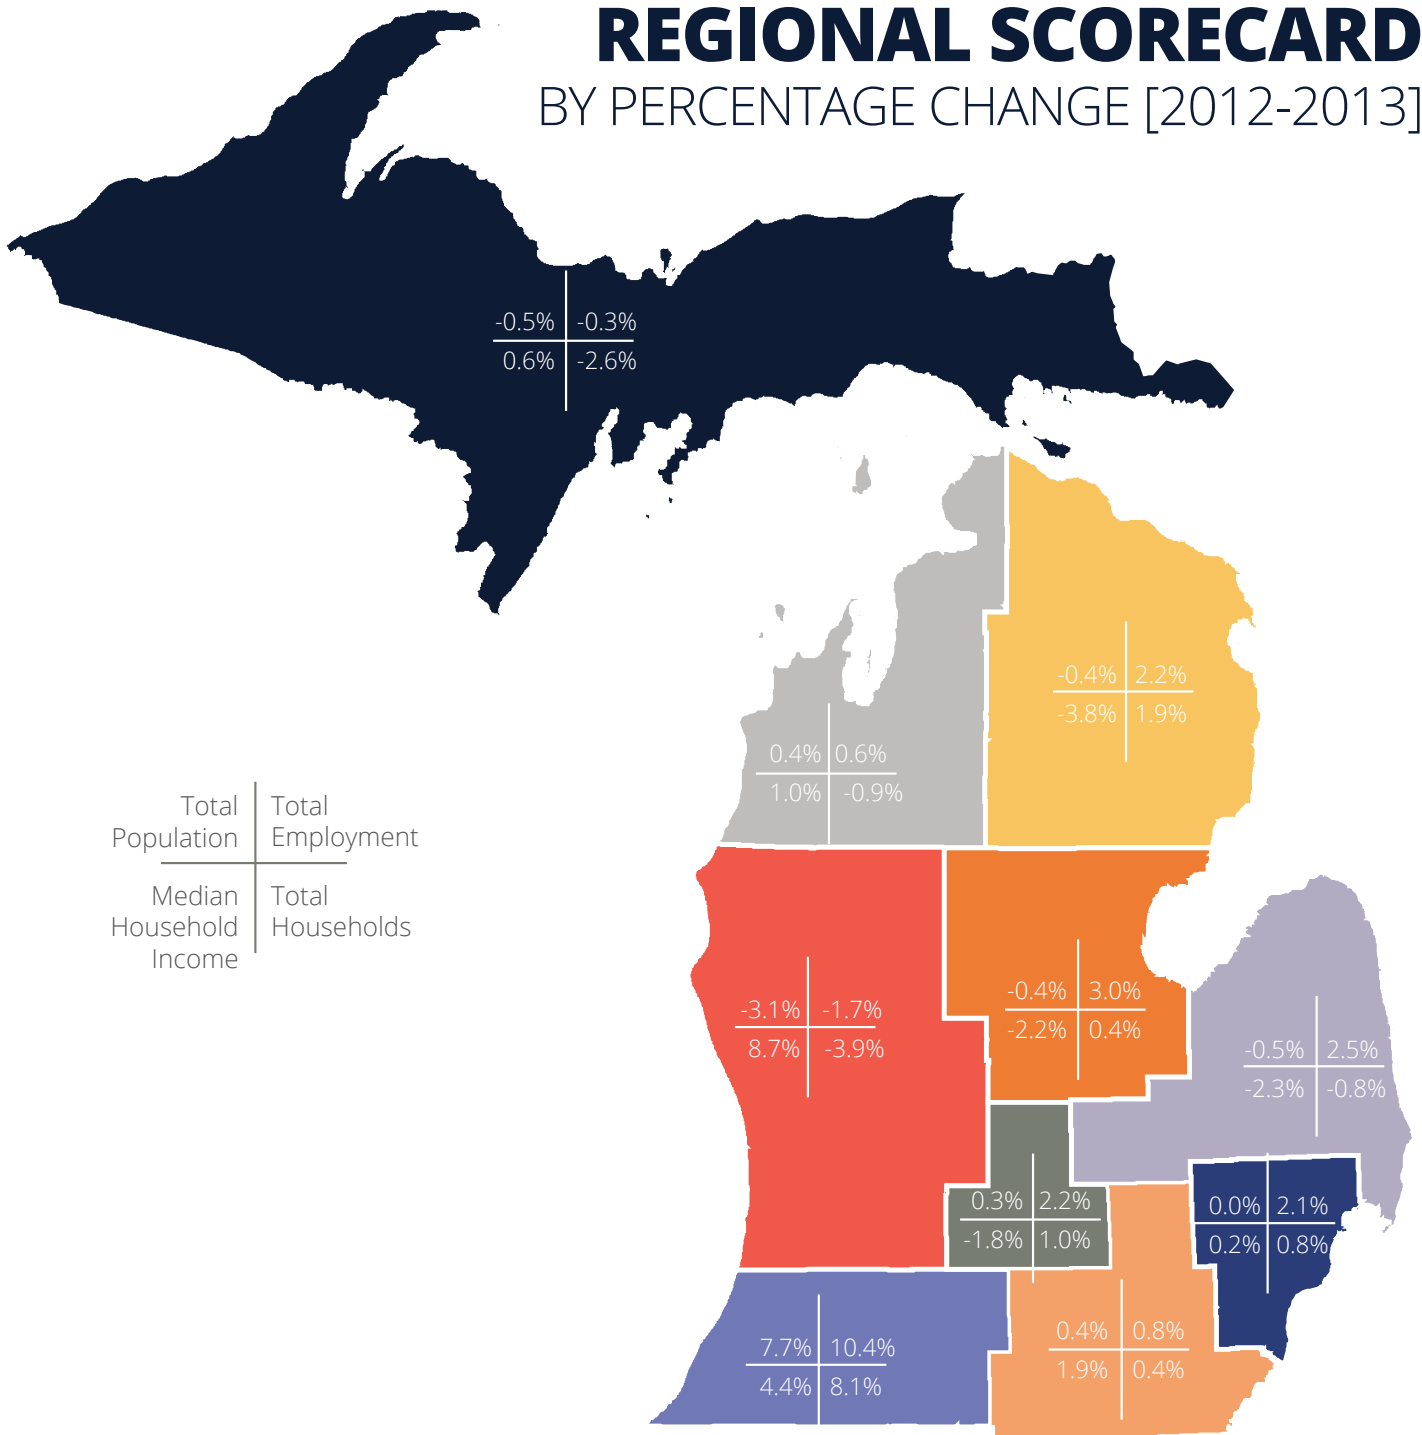 REGIONAL SCORECARD
BY PERCENTAGE CHANGE [2012-2013]
-0.5% -0.3%
0.6% -2.6%
-0.4% 2.2%
-3.8% 1.9%
0.4% 0.6%
1.0% -0.9%
Total Total
Population Employment
Median Total
Household Households
Income
-3.1% -1.7%
8.7% -3.9%
-0.4% 3.0%
-2.2% 0.4%
-0.5% 2.5%
-2.3% -0.8%
0.3% 2.2%
-1.8% 1.0%
0.0% 2.1%
0.2% 0.8%
7.7% 10.4%
4.4% 8.1%
0.4% 0.8%
1.9% 0.4%